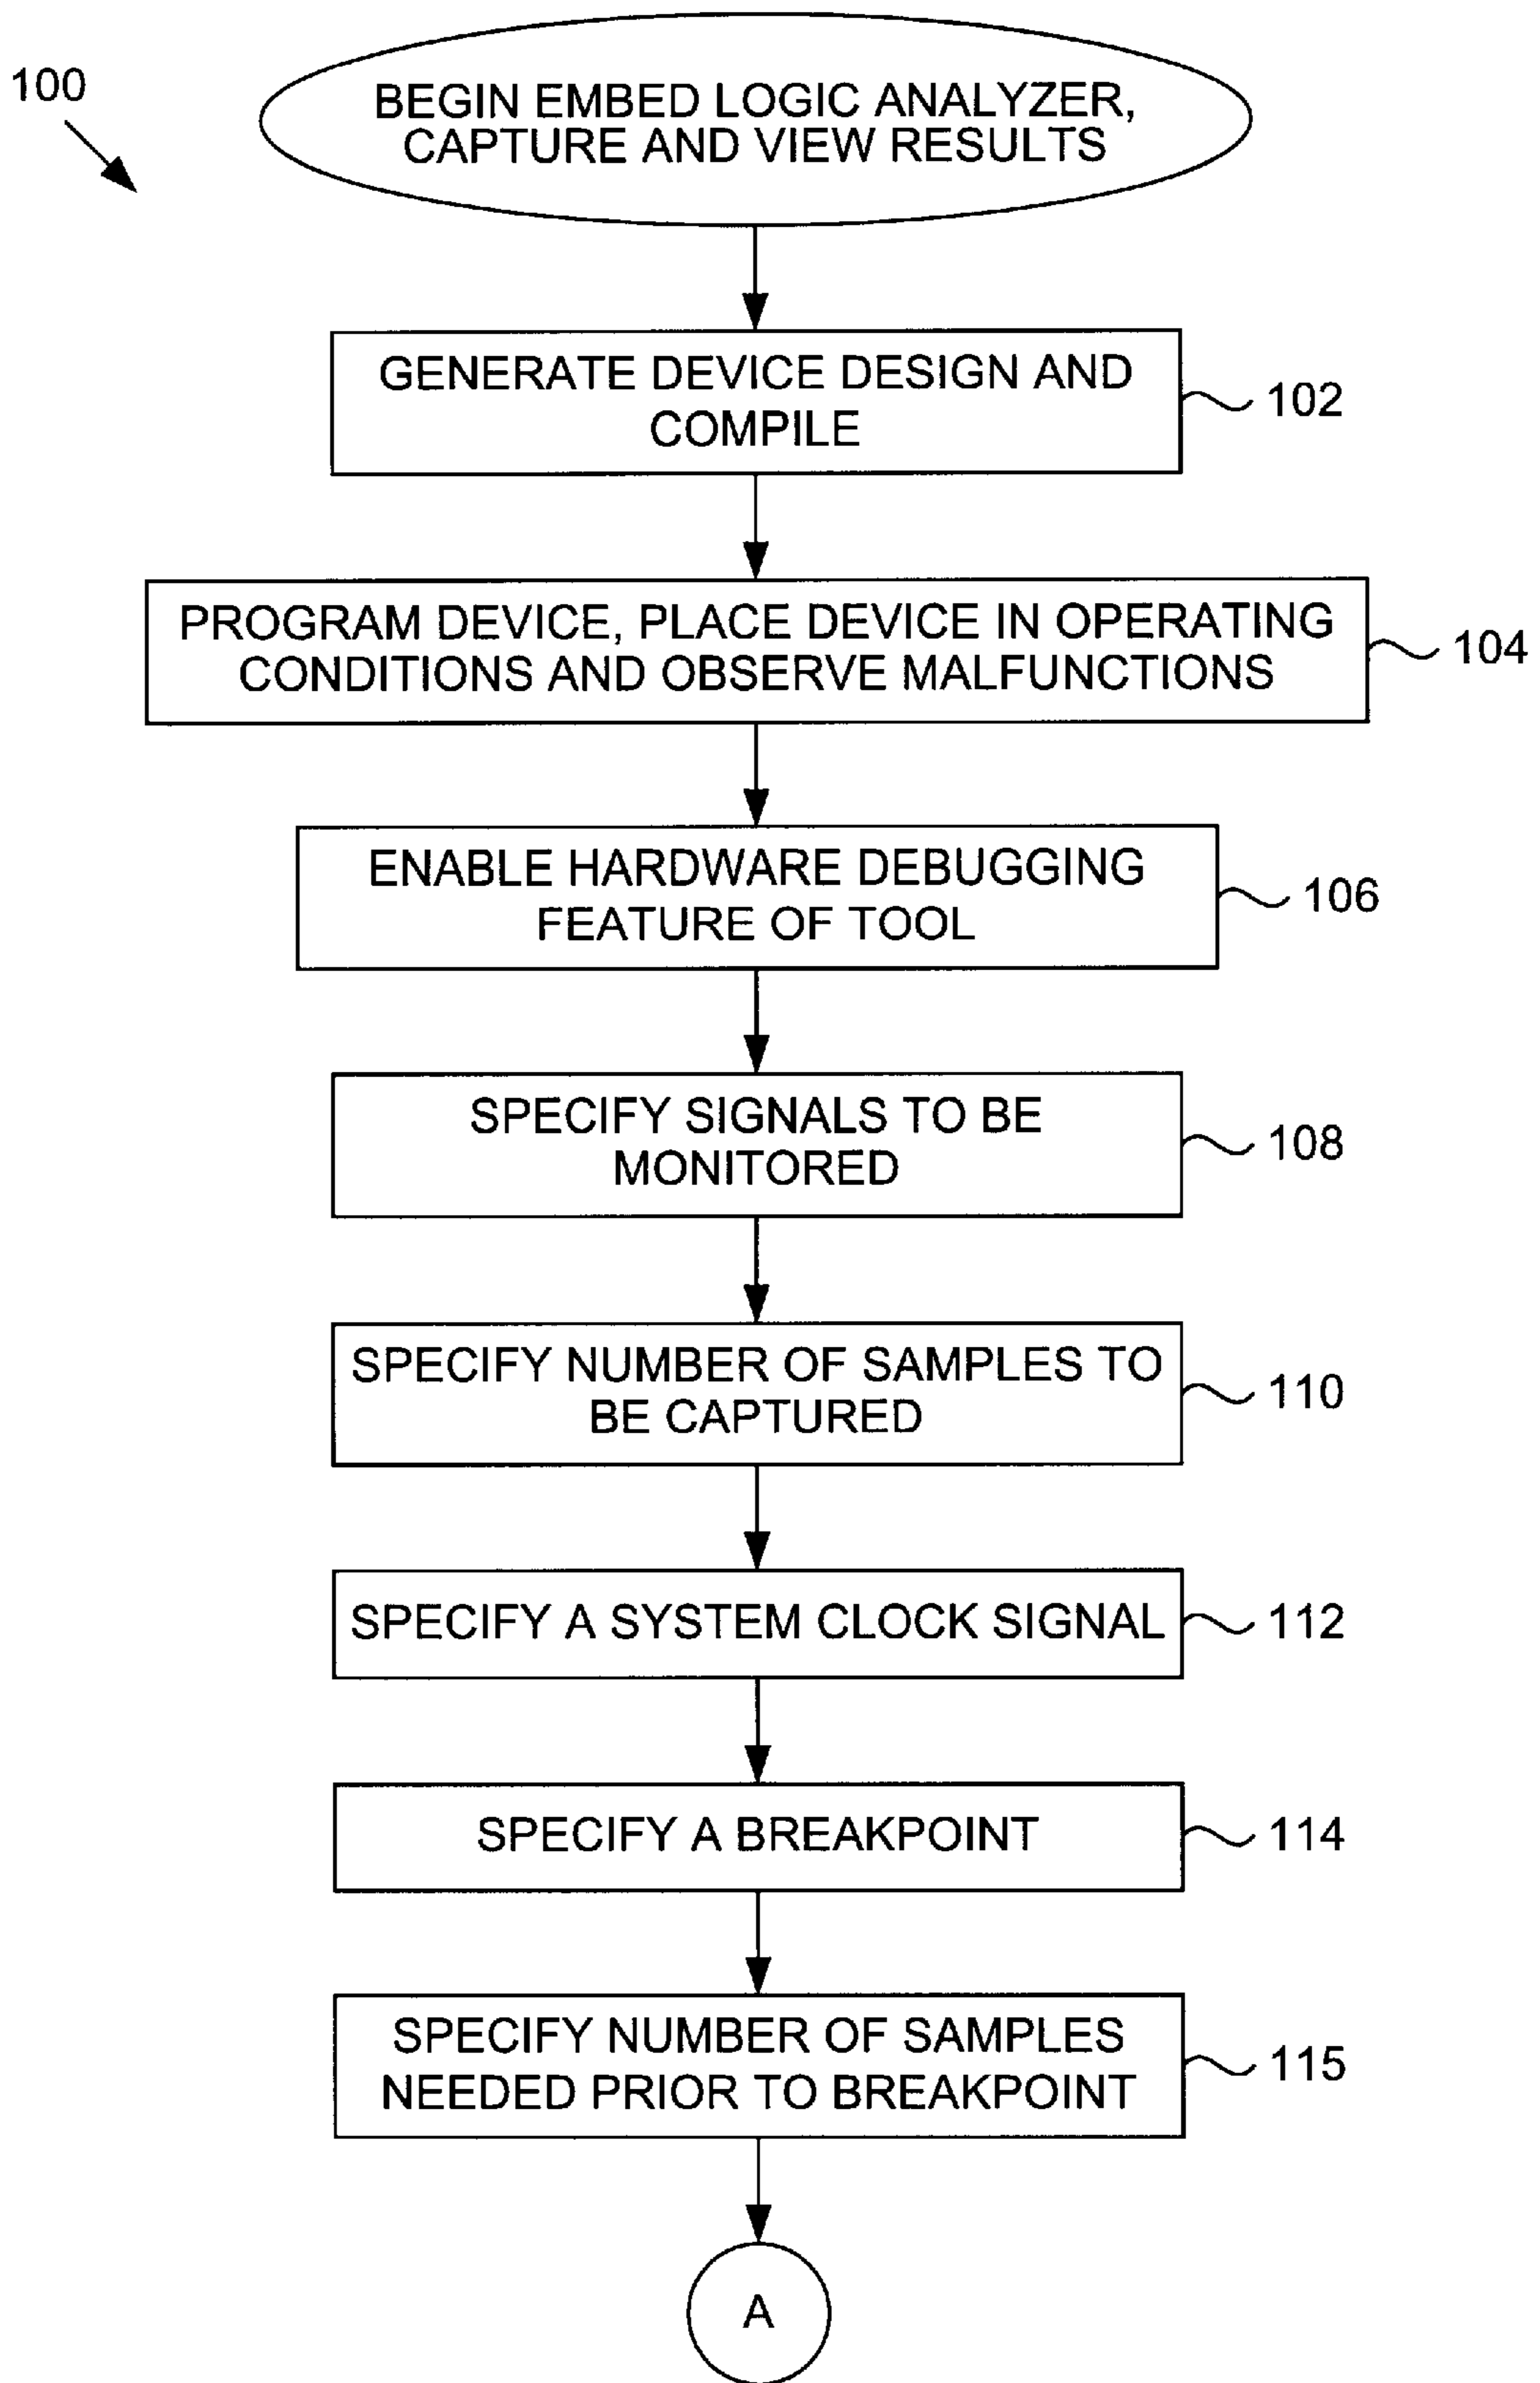 100
BEGIN EMBED LOGIC ANALYZER,
CAPTURE AND VIEW RESULTS
GENERATE DEVICE DESIGN AND
COMPILE
102
PROGRAM DEVICE, PLACE DEVICE IN OPERATING
CONDITIONS AND OBSERVE MALFUNCTIONS
104
ENABLE HARDWARE DEBUGGING
FEATURE OF TOOL
106
SPECIFY SIGNALS TO BE
MONITORED
108
SPECIFY NUMBER OF SAMPLES TO
BE CAPTURED
110
SPECIFY A SYSTEM CLOCK SIGNAL
112
SPECIFY A BREAKPOINT
114
SPECIFY NUMBER OF SAMPLES
NEEDED PRIOR TO BREAKPOINT
115
A